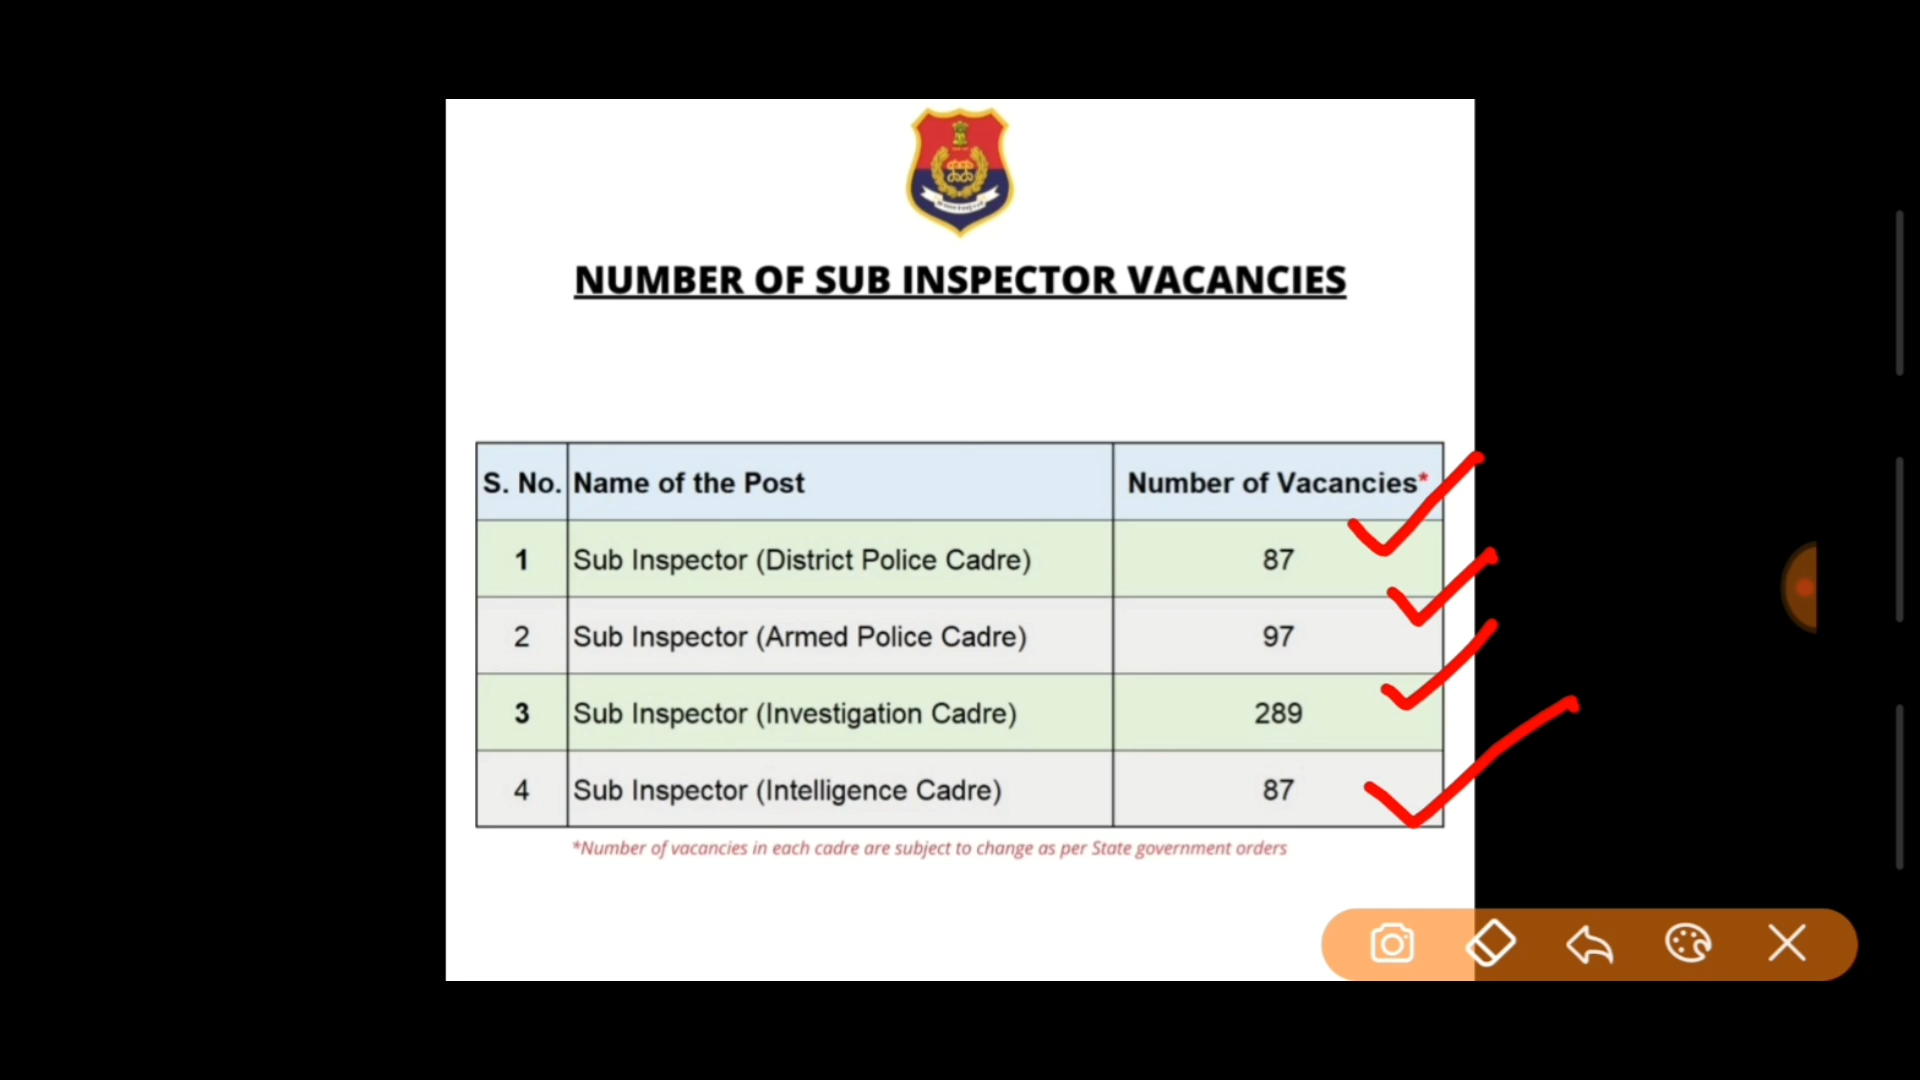 NUMBER OF SUB INSPECTOR VACANCIES
S. No. Name of the Post Number of Vacancies*
1 Sub Inspector (District Police Cadre) 87
2 Sub Inspector (Armed Police Cadre) 97
3 Sub Inspector (Investigation Cadre) 289
4 Sub Inspector (Intelligence Cadre) 87
*Number of vacancies in each cadre are subject to change as per State government orders